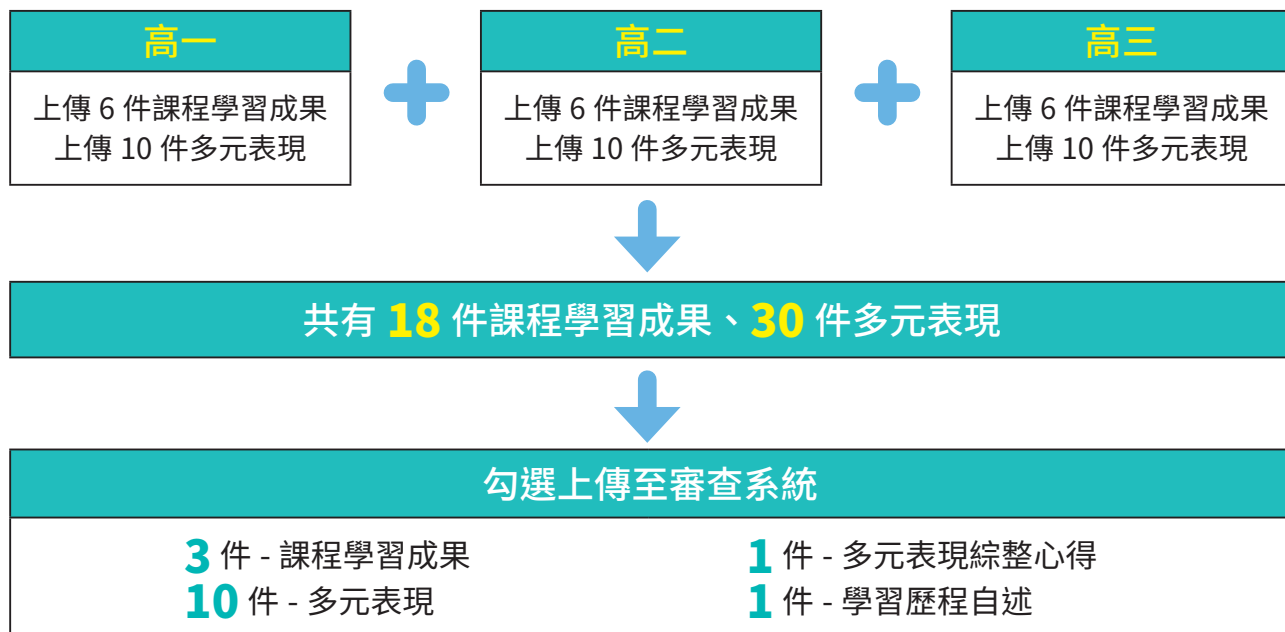 高一
上傳 6 件課程學習成果
上傳 10 件多元表現
高二
上傳 6 件課程學習成果
上傳 10 件多元表現
高三
上傳 6 件課程學習成果
上傳 10 件多元表現
共有 18 件課程學習成果、30 件多元表現
勾選上傳至審查系統
3 件 - 課程學習成果
10 件 - 多元表現
1 件 - 多元表現綜整心得
1 件 - 學習歷程自述